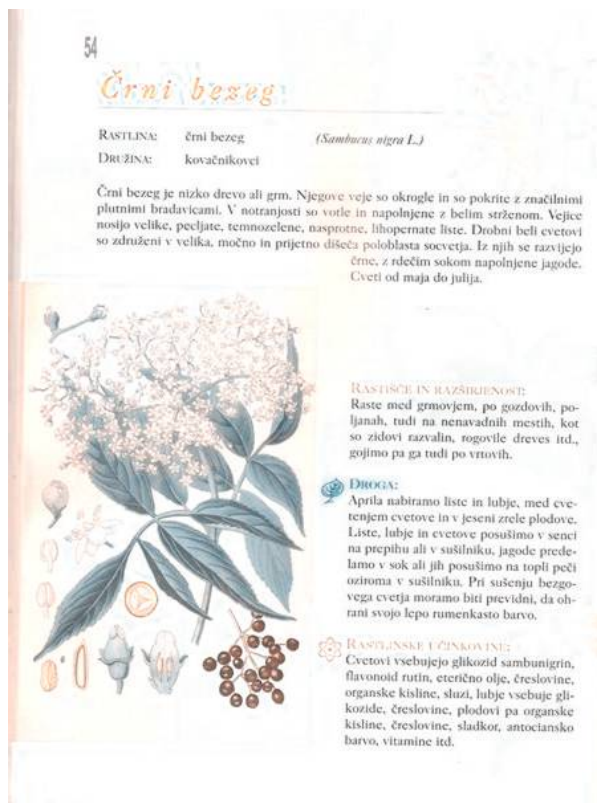 54
Črni bezeg
RASTLINA: črni bezeg (Sambucus nigra L.)
DRUŽINA: kovačnikovci
Črni bezeg je nizko drevo ali grm. Njegove veje so okrogle in so pokrite z značilnimi
plutnimi bradavicami. V notranjosti so votle in napolnjene z belim strženom. Vejice
nosijo velike, pecljate, temnozelene, nasprotne, lihopernate liste. Drobni beli cvetovi
so združeni v velika, močno in prijetno dišeča poloblasta socvetja. Iz njih se razvijejo
črne, z rdečim sokom napolnjene jagode.
Cveti od maja do julija.
RASTIŠČE IN RAZŠIRJENOST:
Raste med grmovjem, po gozdovih, po-
ljanah, tudi na nenavadnih mestih, kot
so zidovi razvalin, rogovile dreves itd.,
gojimo pa ga tudi po vrtovih.
DROGA:
Aprila nabiramo liste in lubje, med cve-
tenjem cvetove in v jeseni zrele plodove.
Liste, lubje in cvetove posušimo v senci
na prepihu ali v sušilniku, jagode prede-
lamo v sok ali jih posušimo na topli peči
oziroma v sušilniku. Pri sušenju bezgo-
vega cvetja moramo biti previdni, da oh-
rani svojo lepo rumenkasto barvo.
RASTLINSKE UČINKOVINE:
Cvetovi vsebujejo glikozid sambunigrin,
flavonoid rutin, eterično olje, čreslovine,
organske kisline, sluzi, lubje vsebuje gli-
kozide, čreslovine, plodovi pa organske
kisline, čreslovine, sladkor, antociansko
barvo, vitamine itd.